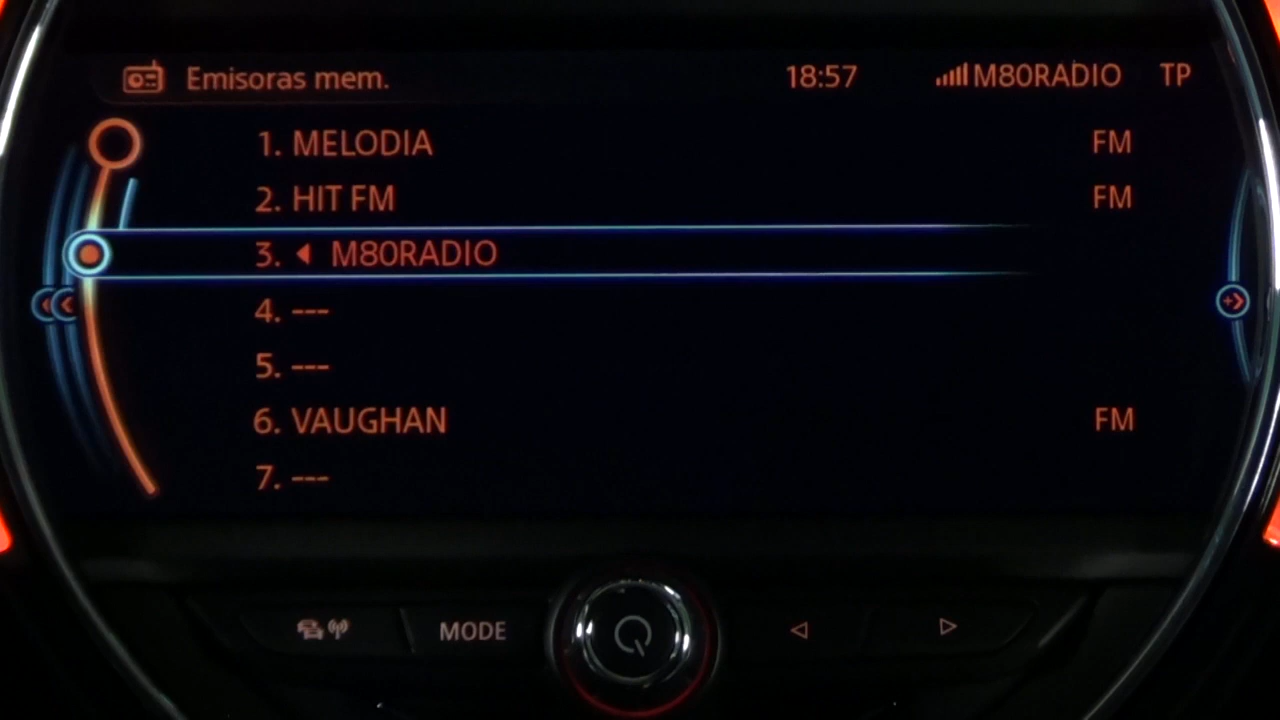 Emisoras mem. 18:57 M80RADIO TP
1. MELODIA FM
2. HIT FM FM
3. M80RADIO
4. ---
5. ---
6. VAUGHAN FM
7. ---
MODE